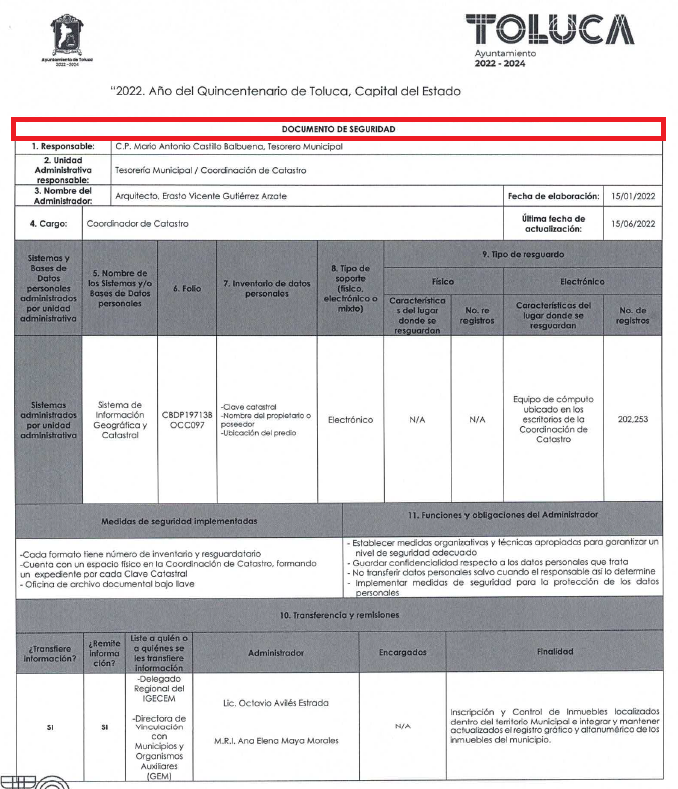 Ayuntamiento de Toluca
2022 - 2024
TOLUCA
Ayuntamiento
2022 - 2024
"2022. Año del Quincentenario de Toluca, Capital del Estado
DOCUMENTO DE SEGURIDAD
1. Responsable: C.P. Mario Antonio Castillo Balbuena, Tesorero Municipal
2. Unidad
Administrativa
responsable:
Tesorería Municipal / Coordinación de Catastro
3. Nombre del
Administrador:
Arquitecto, Erasto Vicente Gutiérrez Arzate
Fecha de elaboración: 15/01/2022
4. Cargo: Coordinador de Catastro
Última fecha de
actualización:
15/06/2022
Sistemas y
Bases de
Datos
personales
administrados
por unidad
administrativa
5. Nombre de
los Sistemas y/o
Bases de Datos
personales
6. Folio
7. Inventario de datos
personales
8. Tipo de
soporte
(físico,
electrónico o
mixto)
9. Tipo de resguardo
Físico
Electrónico
Característica
s del lugar
donde se
resguardan
No. re
registros
Características del
lugar donde se
resguardan
No. de
registros
Sistemas
administrados
por unidad
administrativa
Sistema de
Información
Geográfica y
Catastral
CBDP19713B
OCC097
-Clave catastral
-Nombre del propietario o
poseedor
-Ubicación del predio
Electrónico
N/A
N/A
Equipo de cómputo
ubicado en los
escritorios de la
Coordinación de
Catastro
202,253
Medidas de seguridad implementadas
11. Funciones y obligaciones del Administrador
-Cada formato tiene número de inventario y resguardatario
-Cuenta con un espacio físico en la Coordinación de Catastro, formando
un expediente por cada Clave Catastral
- Oficina de archivo documental bajo llave
- Establecer medidas organizativas y técnicas apropiadas para garantizar un
nivel de seguridad adecuado
- Guardar confidencialidad respecto a los datos personales que trata
- No transferir datos personales salvo cuando el responsable así lo determine
- Implementar medidas de seguridad para la protección de los datos
personales
10. Transferencia y remisiones
¿Transfiere
información?
¿Remite
informa
ción?
Liste a quién o
a quiénes se
les transfiere
información
Administrador
Encargados
Finalidad
SI
SI
-Delegado
Regional del
IGECEM
-Directora de
Vinculación
con
Municipios y
Organismos
Auxiliares
(GEM)
Lic. Octavio Avilés Estrada
M.R.I. Ana Elena Maya Morales
N/A
Inscripción y Control de Inmuebles localizados
dentro del territorio Municipal e integrar y mantener
actualizados el registro gráfico y altanumérico de los
inmuebles del municipio.